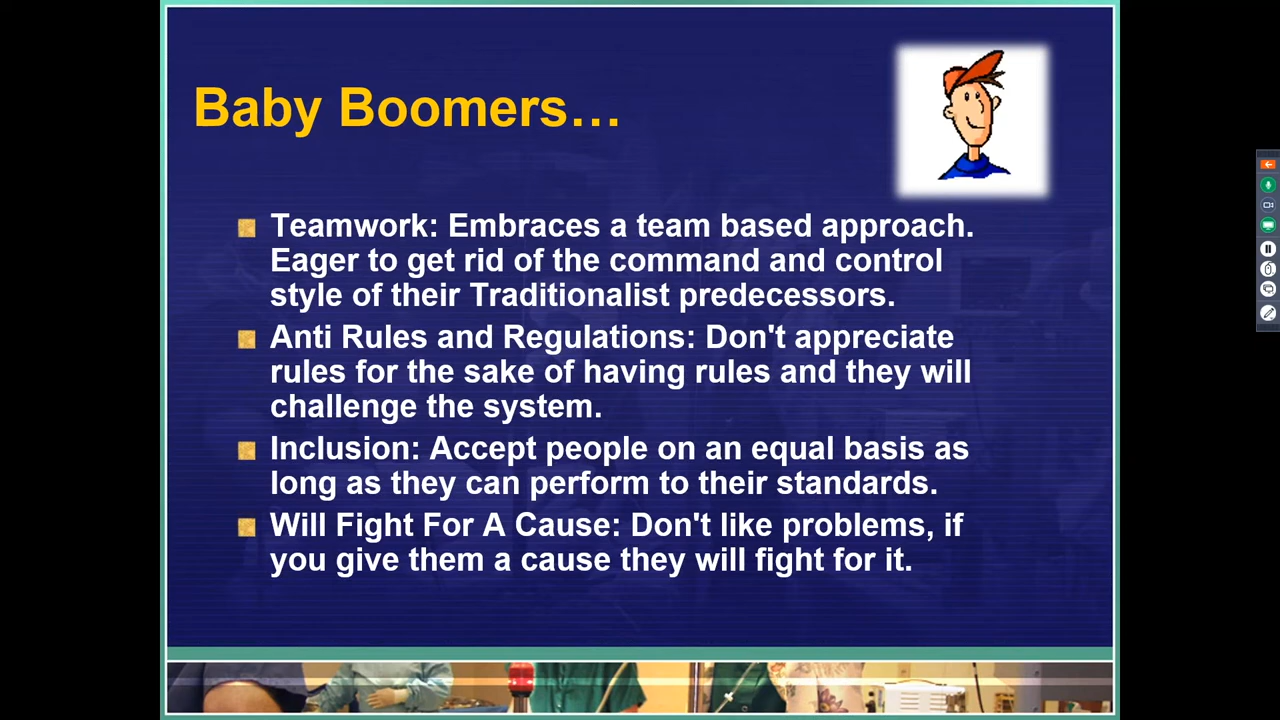 Baby Boomers…
Teamwork: Embraces a team based approach.
Eager to get rid of the command and control
style of their Traditionalist predecessors.
Anti Rules and Regulations: Don't appreciate
rules for the sake of having rules and they will
challenge the system.
Inclusion: Accept people on an equal basis as
long as they can perform to their standards.
Will Fight For A Cause: Don't like problems, if
you give them a cause they will fight for it.